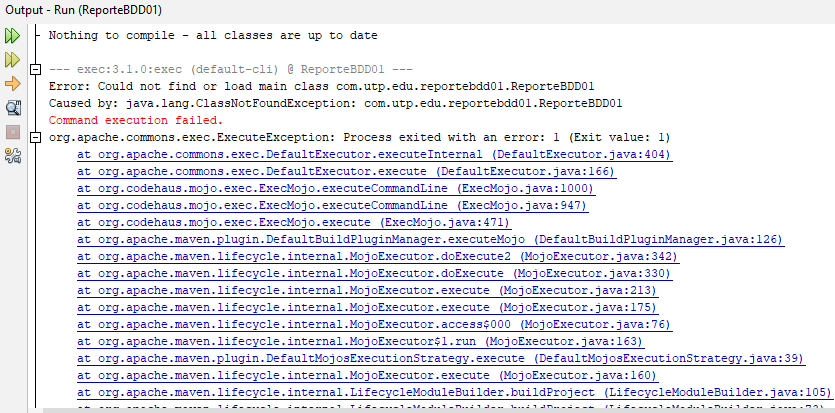 Output - Run (ReporteBDD01)
Nothing to compile - all classes are up to date
--- exec:3.1.0:exec (default-cli) @ ReporteBDD01 ---
Error: Could not find or load main class com.utp.edu.reportebdd01.ReporteBDD01
Caused by: java.lang.ClassNotFoundException: com.utp.edu.reportebdd01.ReporteBDD01
Command execution failed.
org.apache.commons.exec.ExecuteException: Process exited with an error: 1 (Exit value: 1)
at org.apache.commons.exec.DefaultExecutor.executeInternal (DefaultExecutor.java:404)
at org.apache.commons.exec.DefaultExecutor.execute (DefaultExecutor.java:166)
at org.codehaus.mojo.exec.ExecMojo.executeCommandLine (ExecMojo.java:1000)
at org.codehaus.mojo.exec.ExecMojo.executeCommandLine (ExecMojo.java:947)
at org.codehaus.mojo.exec.ExecMojo.execute (ExecMojo.java:471)
at org.apache.maven.plugin.DefaultBuildPluginManager.executeMojo (DefaultBuildPluginManager.java:126)
at org.apache.maven.lifecycle.internal.MojoExecutor.doExecute2 (MojoExecutor.java:342)
at org.apache.maven.lifecycle.internal.MojoExecutor.doExecute (MojoExecutor.java:330)
at org.apache.maven.lifecycle.internal.MojoExecutor.execute (MojoExecutor.java:213)
at org.apache.maven.lifecycle.internal.MojoExecutor.execute (MojoExecutor.java:175)
at org.apache.maven.lifecycle.internal.MojoExecutor.access$000 (MojoExecutor.java:76)
at org.apache.maven.lifecycle.internal.MojoExecutor$1.run (MojoExecutor.java:163)
at org.apache.maven.plugin.DefaultMojosExecutionStrategy.execute (DefaultMojosExecutionStrategy.java:39)
at org.apache.maven.lifecycle.internal.MojoExecutor.execute (MojoExecutor.java:160)
at org.apache.maven.lifecycle.internal.LifecycleModuleBuilder.buildProject (LifecycleModuleBuilder.java:105)